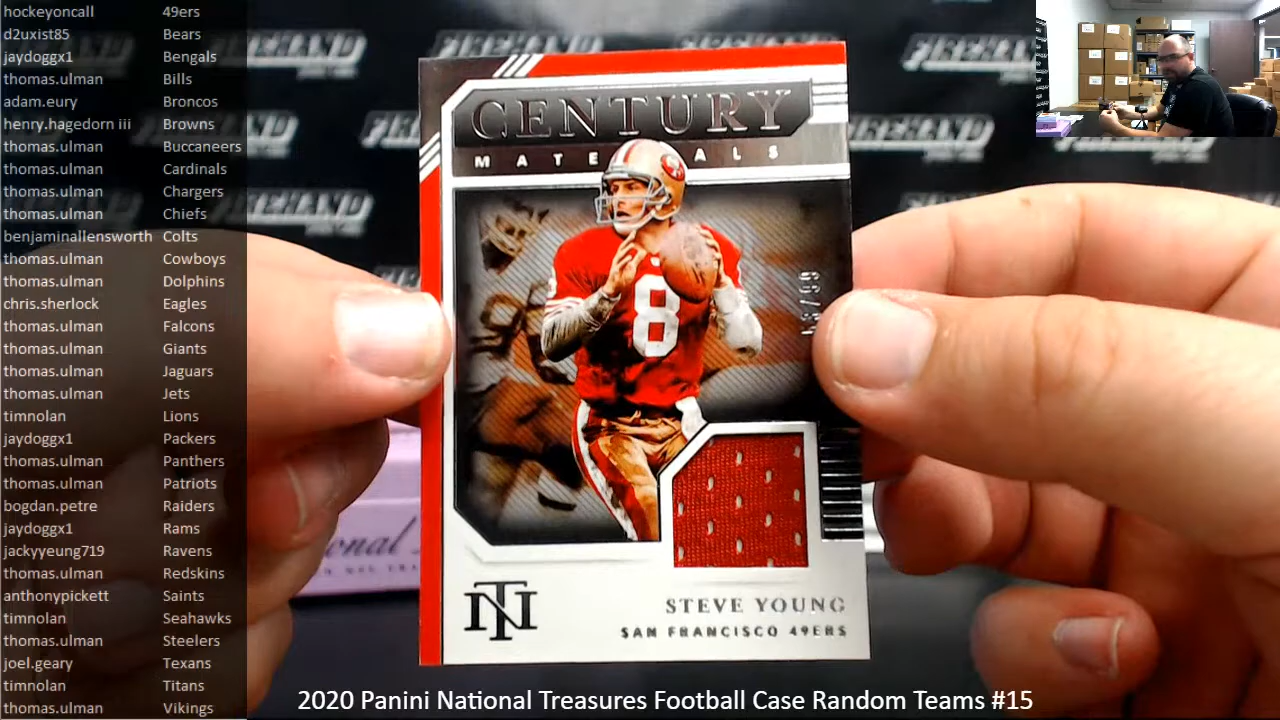 hockeyoncall 49ers
d2uxist85 Bears
jaydoggx1 Bengals
thomas.ulman Bills
adam.eury Broncos
henry.hagedorn iii Browns
thomas.ulman Buccaneers
thomas.ulman Cardinals
thomas.ulman Chargers
thomas.ulman Chiefs
benjaminallensworth Colts
thomas.ulman Cowboys
thomas.ulman Dolphins
chris.sherlock Eagles
thomas.ulman Falcons
thomas.ulman Giants
thomas.ulman Jaguars
thomas.ulman Jets
timnolan Lions
jaydoggx1 Packers
thomas.ulman Panthers
thomas.ulman Patriots
bogdan.petre Raiders
jaydoggx1 Rams
jackyyeung719 Ravens
thomas.ulman Redskins
anthonypickett Saints
timnolan Seahawks
thomas.ulman Steelers
joel.geary Texans
timnolan Titans
thomas.ulman Vikings
FIREHAND
CENTURY
MATERIALS
8
NT
STEVE YOUNG
SAN FRANCISCO 49ERS
2020 Panini National Treasures Football Case Random Teams #15